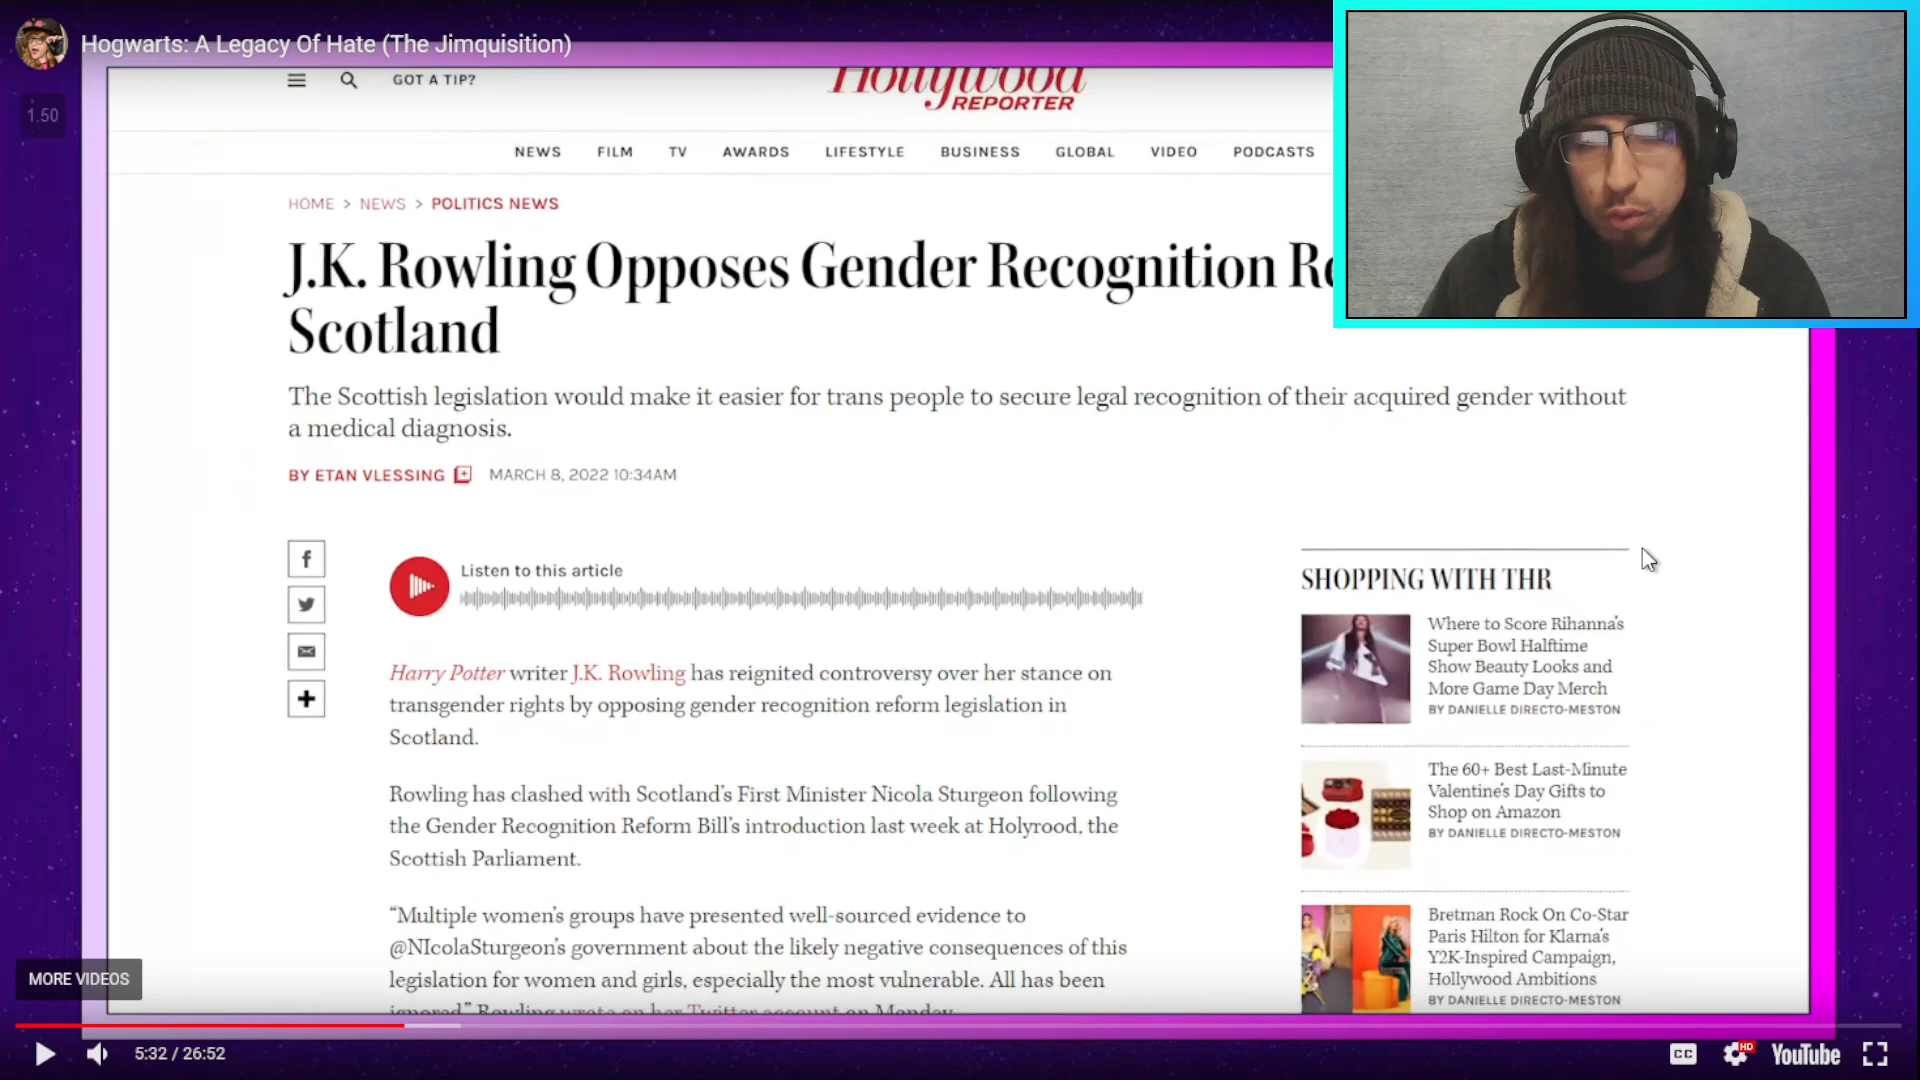 Hogwarts: A Legacy Of Hate (The Jimquisition)
1.50
GOT A TIP?
Hollywood
REPORTER
NEWS FILM TV AWARDS LIFESTYLE BUSINESS GLOBAL VIDEO PODCASTS
HOME > NEWS > POLITICS NEWS
J.K. Rowling Opposes Gender Recognition
Scotland
The Scottish legislation would make it easier for trans people to secure legal recognition of their acquired gender without
a medical diagnosis.
BY ETAN VLESSING MARCH 8, 2022 10:34AM
Listen to this article
Harry Potter writer J.K. Rowling has reignited controversy over her stance on
transgender rights by opposing gender recognition reform legislation in
Scotland.
Rowling has clashed with Scotland's First Minister Nicola Sturgeon following
the Gender Recognition Reform Bill's introduction last week at Holyrood, the
Scottish Parliament.
“Multiple women's groups have presented well-sourced evidence to
@NIcolaSturgeon's government about the likely negative consequences of this
legislation for women and girls, especially the most vulnerable. All has been
ignored,” Rowling wrote on her Twitter account on Monday.
SHOPPING WITH THR
Where to Score Rihanna's
Super Bowl Halftime
Show Beauty Looks and
More Game Day Merch
BY DANIELLE DIRECTO-MESTON
The 60+ Best Last-Minute
Valentine's Day Gifts to
Shop on Amazon
BY DANIELLE DIRECTO-MESTON
Bretman Rock On Co-Star
Paris Hilton for Klarna's
Y2K-Inspired Campaign,
Hollywood Ambitions
BY DANIELLE DIRECTO-MESTON
MORE VIDEOS
5:32 / 26:52
CC
HD
YouTube